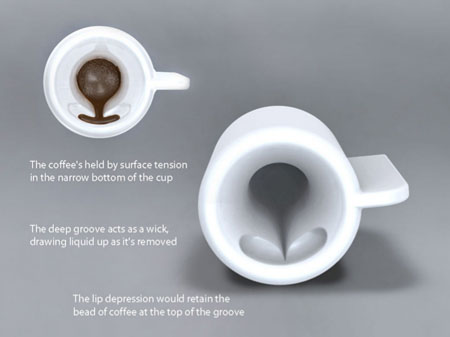 The coffee's held by surface tension
in the narrow bottom of the cup
The deep groove acts as a wick,
drawing liquid up as it's removed
The lip depression would retain the
bead of coffee at the top of the groove